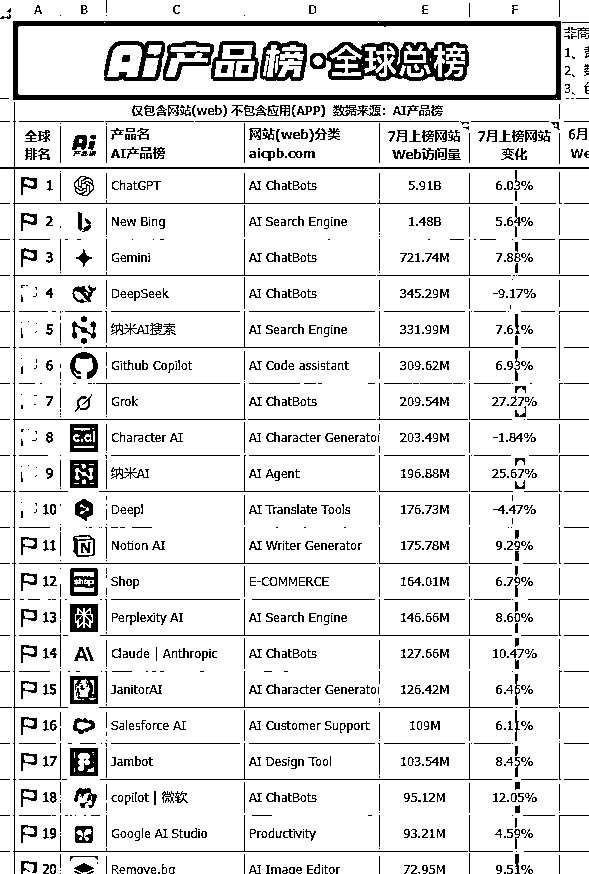 A B C D E F
Ai产品榜·全球总榜
仅包含网站(web) 不包含应用(APP) 数据来源：AI产品榜
1、
2、
3、
全球排名 Ai 产品榜 产品名 AI产品榜 网站(web)分类 aicpb.com 7月上榜网站 Web访问量 7月上榜网站 变化 6月
1 ChatGPT AI ChatBots 5.91B 6.03%
2 New Bing AI Search Engine 1.48B 5.64%
3 Gemini AI ChatBots 721.74M 7.88%
4 DeepSeek AI ChatBots 345.29M -9.17%
5 纳米AI搜索 AI Search Engine 331.99M 7.61%
6 Github Copilot AI Code assistant 309.62M 6.93%
7 Grok AI ChatBots 209.54M 27.27%
8 c.ai Character AI AI Character Generator 203.49M -1.84%
9 纳米AI AI Agent 196.88M 25.67%
10 Deepl AI Translate Tools 176.73M -4.47%
11 Notion AI AI Writer Generator 175.78M 9.29%
12 shop Shop E-COMMERCE 164.01M 6.79%
13 Perplexity AI AI Search Engine 146.66M 8.60%
14 Claude | Anthropic AI ChatBots 127.66M 10.47%
15 JanitorAI AI Character Generator 126.42M 6.45%
16 Salesforce AI AI Customer Support 109M 6.11%
17 Jambot AI Design Tool 103.54M 8.45%
18 copilot | 微软 AI ChatBots 95.12M 12.05%
19 Google AI Studio Productivity 93.21M 4.59%
20 Remove.bg AI Image Editor 72.95M 9.51%